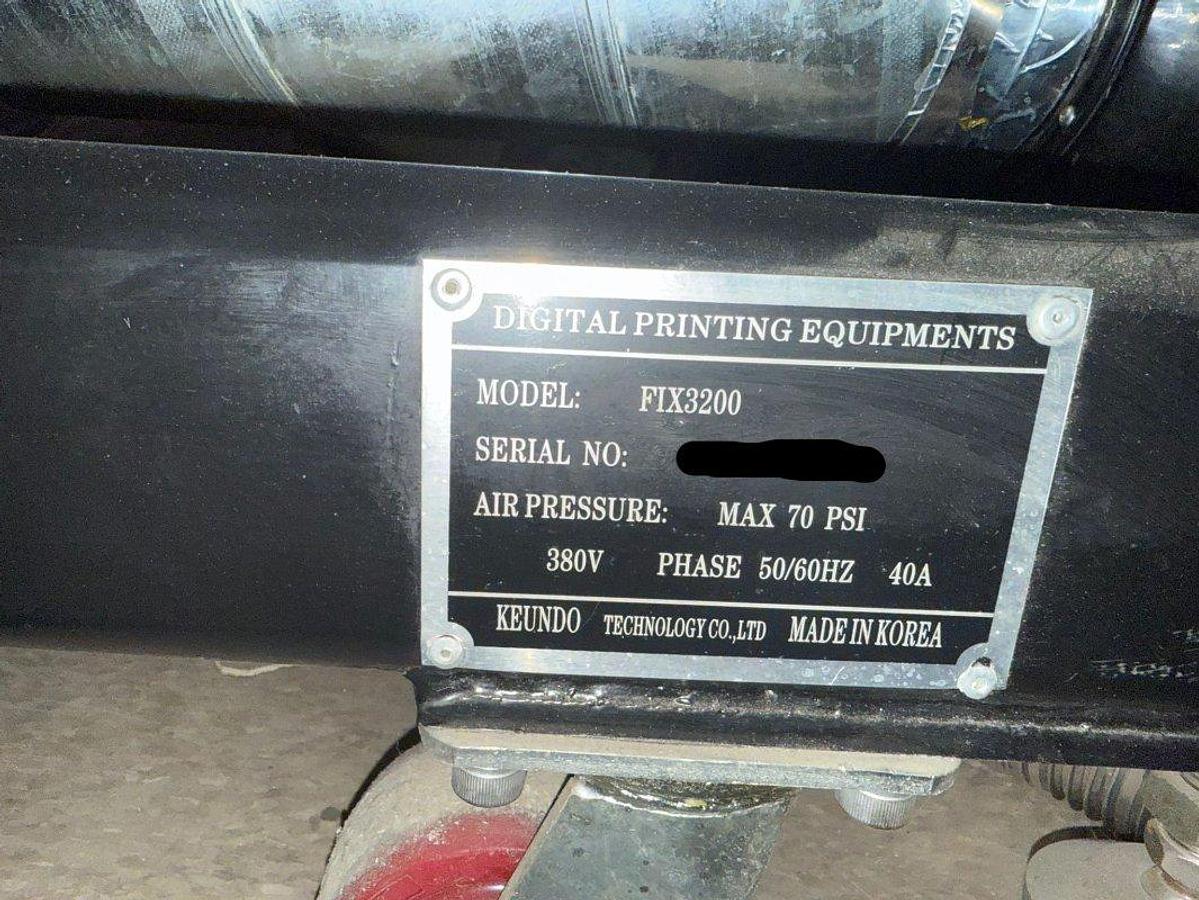 DIGITAL PRINTING EQUIPMENTS
MODEL: FIX3200
SERIAL NO:
AIR PRESSURE: MAX 70 PSI
380V PHASE 50/60HZ 40A
KEUNDO TECHNOLOGY CO.,LTD MADE IN KOREA